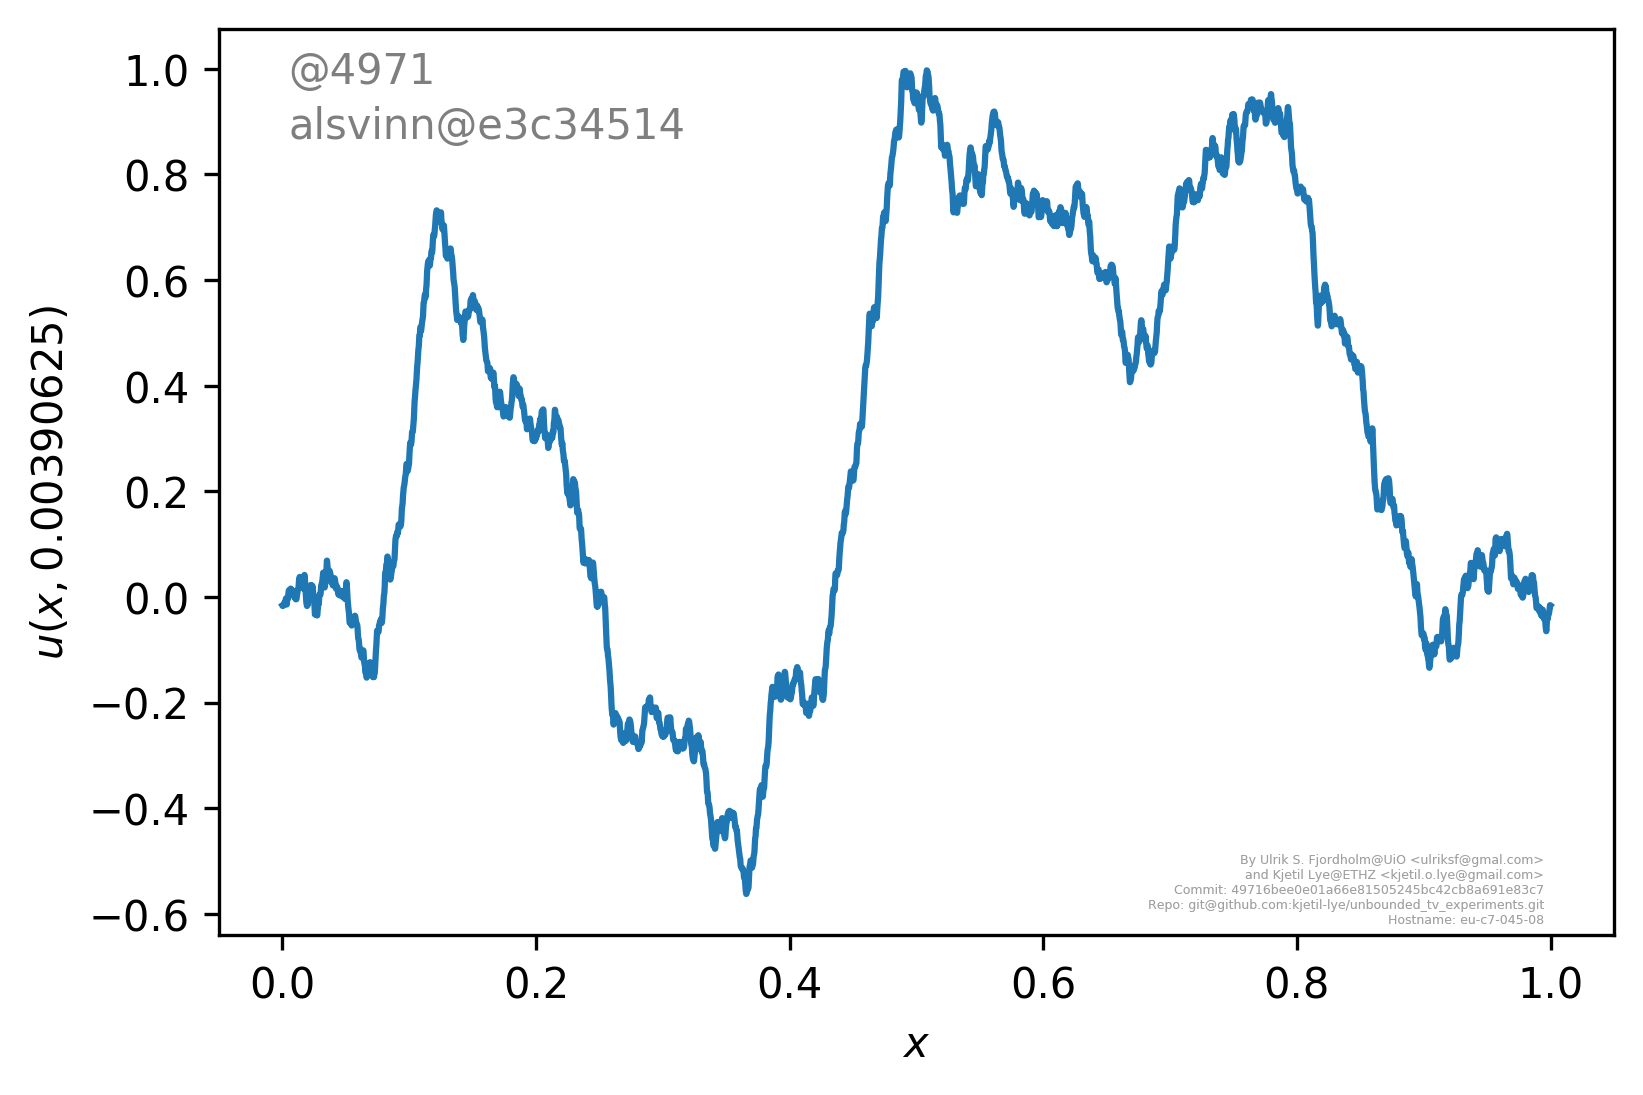 @4971
alsvinn@e3c34514
1.0
0.8
0.6
0.4
0.2
0.0
−0.2
−0.4
−0.6
u(x, 0.00390625)
By Ulrik S. Fjordholm@UiO <ulriksf@gmal.com>
and Kjetil Lye@ETHZ <kjetil.o.lye@gmail.com>
Commit: 49716bee0e01a66e81505245bc42cb8a691e83c7
Repo: git@github.com:kjetil-lye/unbounded_tv_experiments.git
Hostname: eu-c7-045-08
0.0 0.2 0.4 0.6 0.8 1.0
x